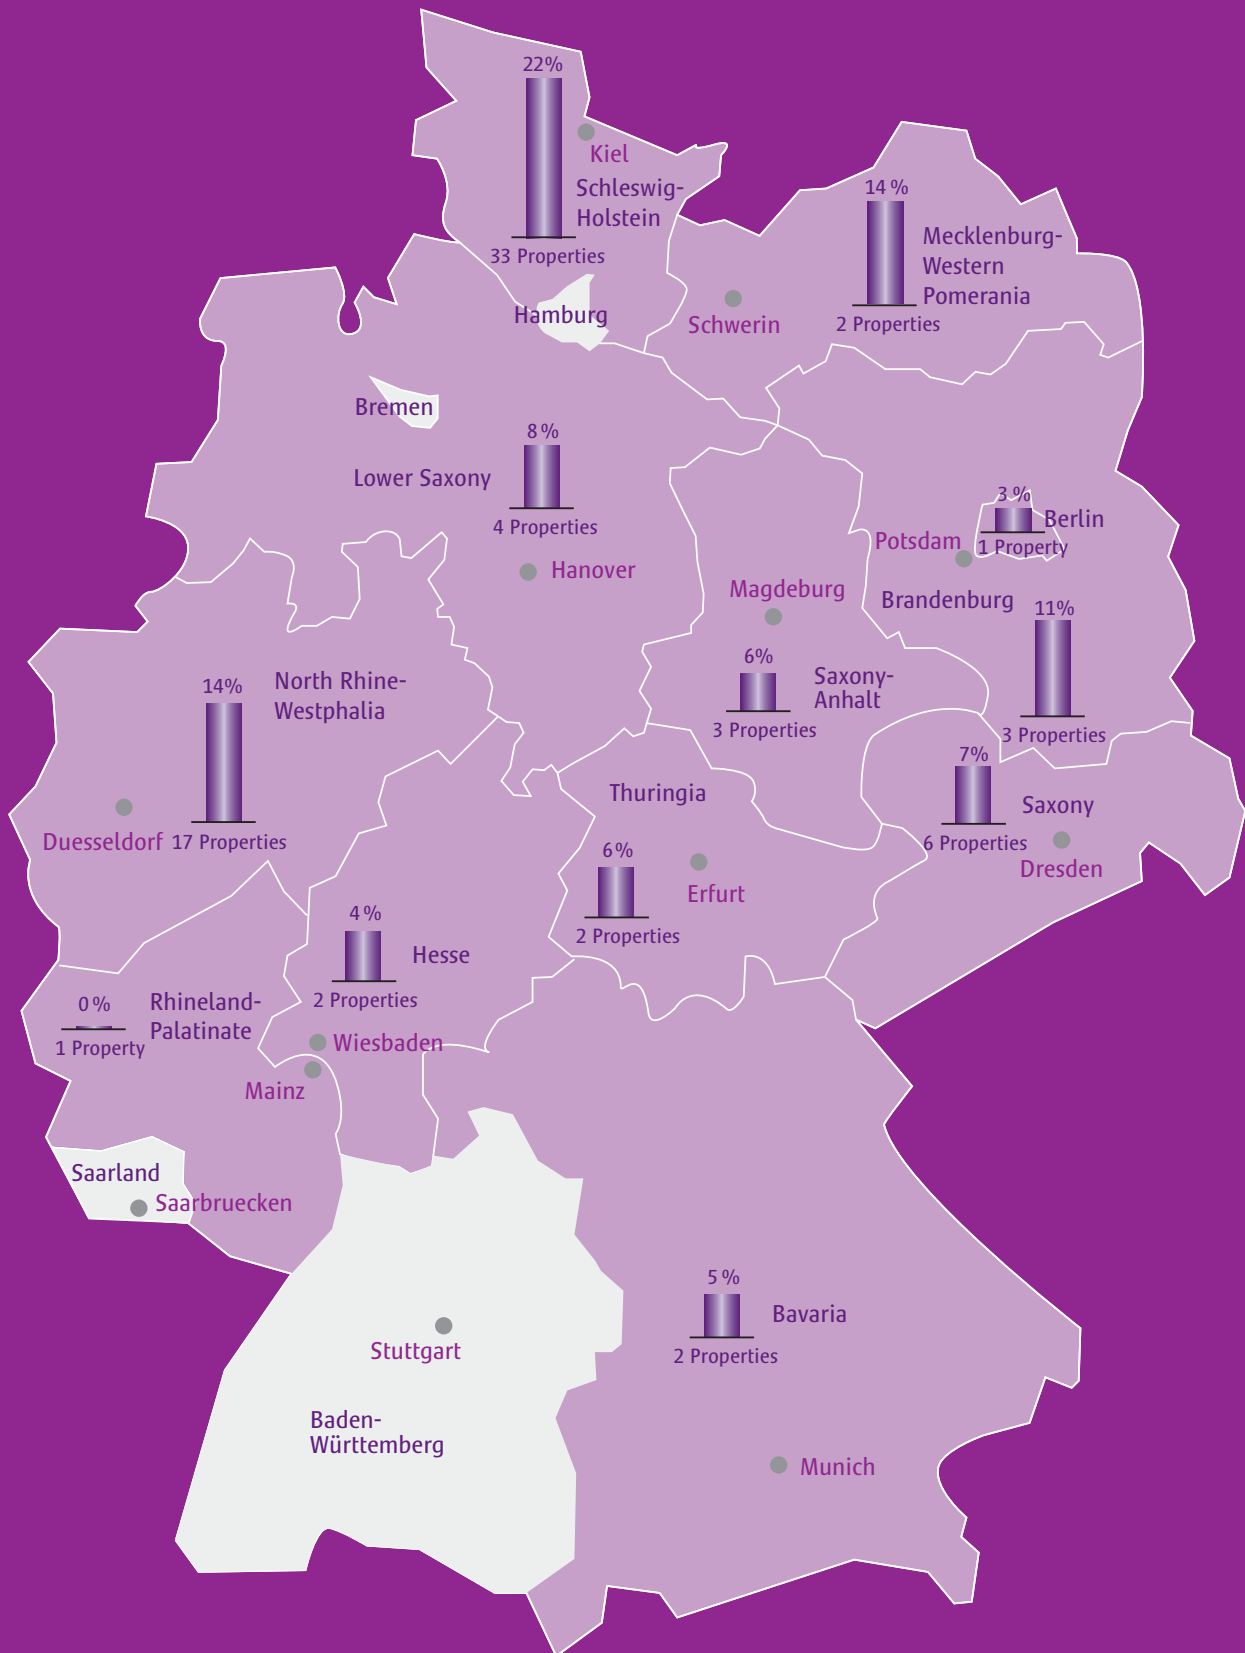 22%
Kiel
Schleswig-
Holstein
33 Properties
14 %
Mecklenburg-
Western
Pomerania
2 Properties
Schwerin
Hamburg
Bremen
8 %
Lower Saxony
4 Properties
Hanover
3 %
Berlin
1 Property
Potsdam
Brandenburg
11%
3 Properties
Magdeburg
6%
Saxony-
Anhalt
3 Properties
14%
North Rhine-
Westphalia
Duesseldorf
17 Properties
7%
Saxony
6 Properties
Dresden
Thuringia
6%
Erfurt
2 Properties
4 %
Hesse
2 Properties
0 %
Rhineland-
Palatinate
1 Property
Wiesbaden
Mainz
Saarland
Saarbruecken
5 %
Bavaria
2 Properties
Stuttgart
Baden-
Württemberg
Munich